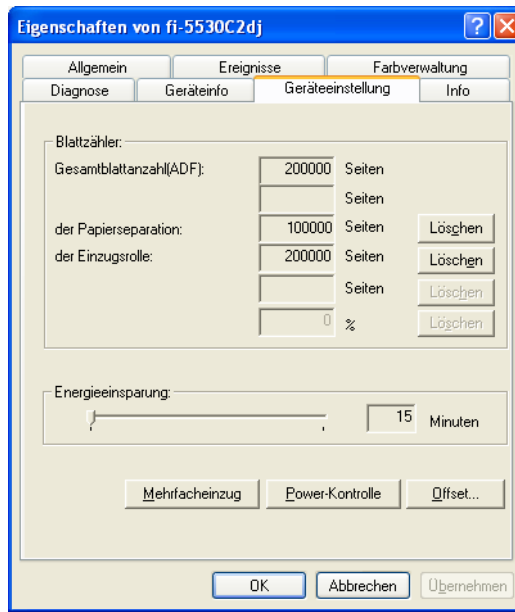 Eigenschaften von fi-5530C2dj
Allgemein Ereignisse Farbverwaltung
Diagnose Geräteinfo Geräteeinstellung Info
Blattzähler:
Gesamtblattanzahl(ADF): 200000 Seiten
Seiten
der Papierseparation: 100000 Seiten Löschen
der Einzugsrolle: 200000 Seiten Löschen
Seiten Löschen
0 % Löschen
Energieeinsparung:
15 Minuten
Mehrfacheinzug Power-Kontrolle Offset...
OK Abbrechen Übernehmen